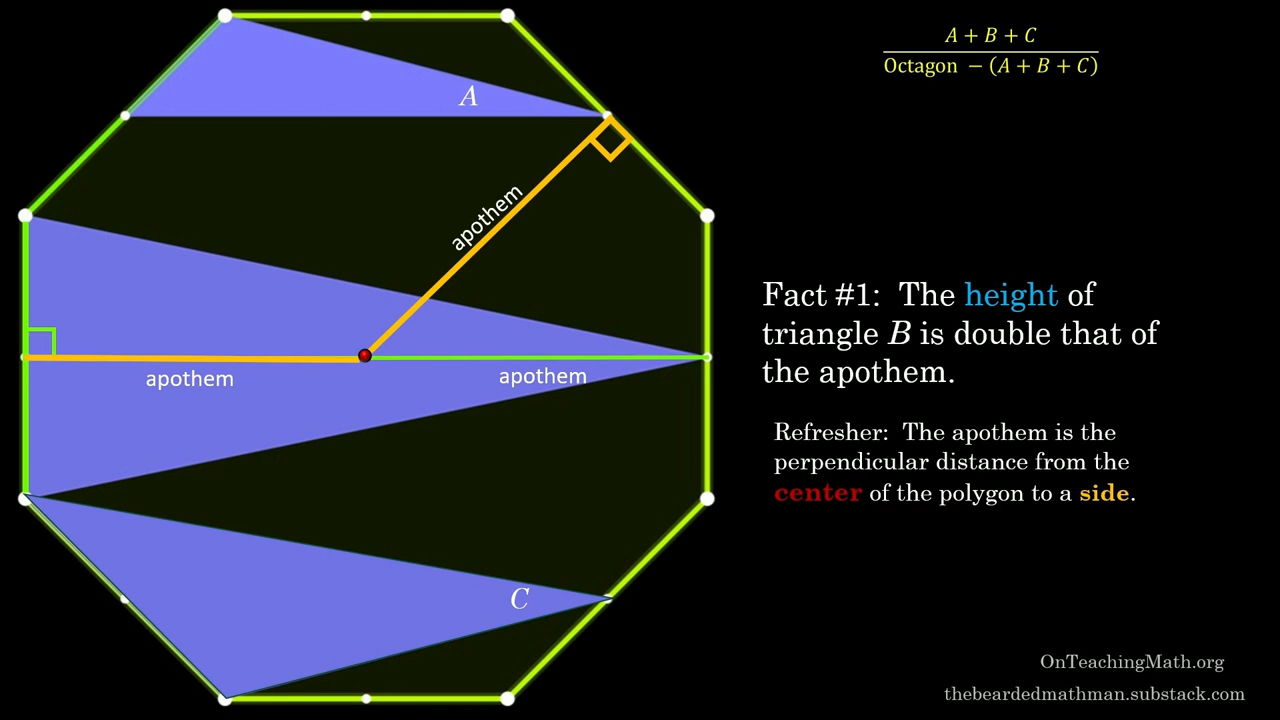 A
A + B + C
Octagon − (A + B + C)
apothem
apothem
apothem
C
Fact #1: The height of
triangle B is double that of
the apothem.
Refresher: The apothem is the
perpendicular distance from the
center of the polygon to a side.
OnTeachingMath.org
thebeardedmathman.substack.com